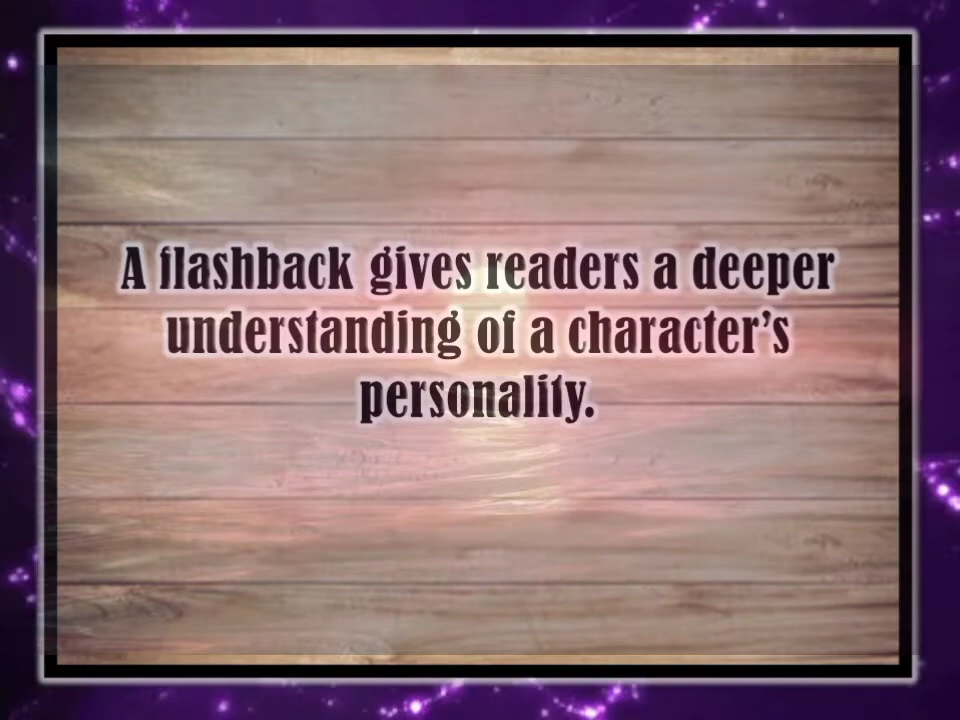 A flashback gives readers a deeper
understanding of a character’s
personality.